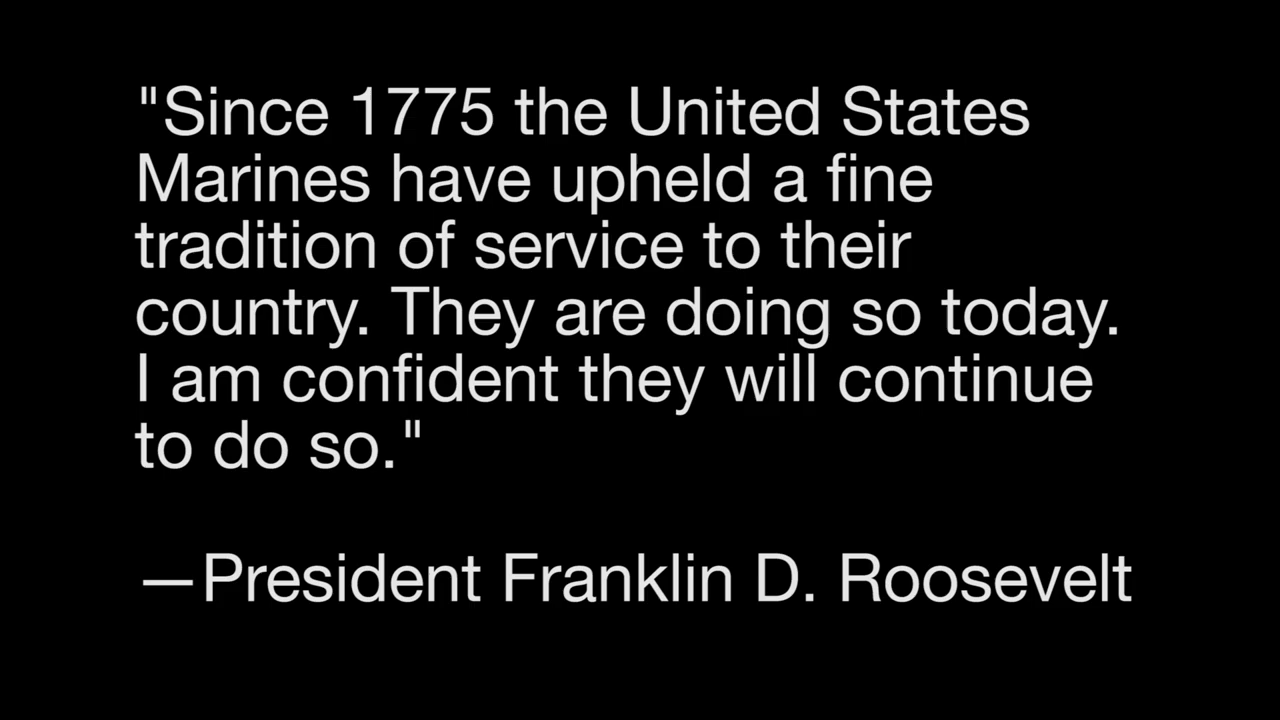 "Since 1775 the United States
Marines have upheld a fine
tradition of service to their
country. They are doing so today.
I am confident they will continue
to do so."
—President Franklin D. Roosevelt